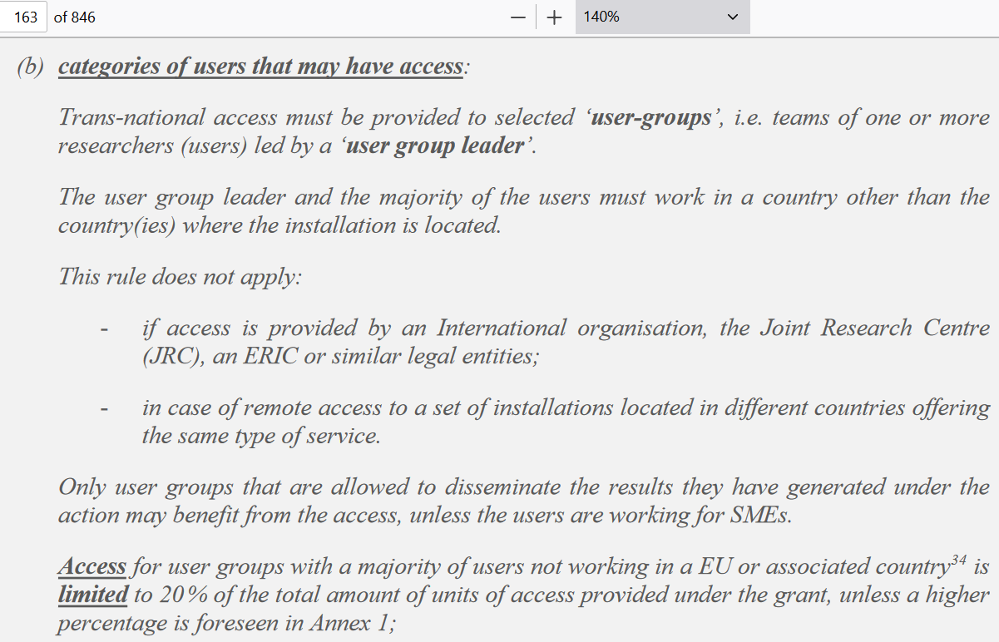 163 of 846 140%
(b) categories of users that may have access:
Trans-national access must be provided to selected ‘user-groups’, i.e. teams of one or more
researchers (users) led by a ‘user group leader’.
The user group leader and the majority of the users must work in a country other than the
country(ies) where the installation is located.
This rule does not apply:
- if access is provided by an International organisation, the Joint Research Centre
(JRC), an ERIC or similar legal entities;
- in case of remote access to a set of installations located in different countries offering
the same type of service.
Only user groups that are allowed to disseminate the results they have generated under the
action may benefit from the access, unless the users are working for SMEs.
Access for user groups with a majority of users not working in a EU or associated country34 is
limited to 20% of the total amount of units of access provided under the grant, unless a higher
percentage is foreseen in Annex 1;